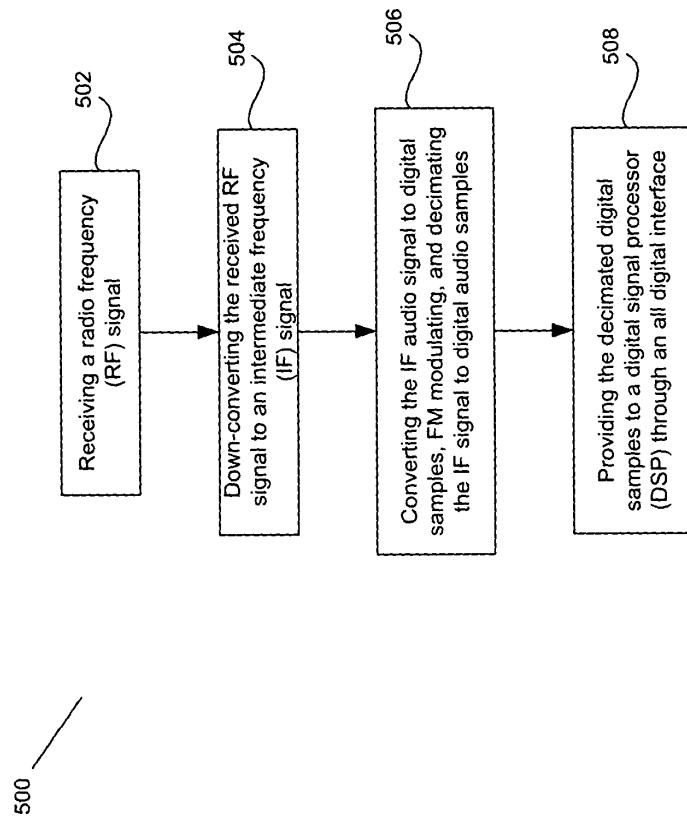 500
502
Receiving a radio frequency
(RF) signal
504
Down-converting the received RF
signal to an intermediate frequency
(IF) signal
506
Converting the IF audio signal to digital
samples, FM modulating, and decimating
the IF signal to digital audio samples
508
Providing the decimated digital
samples to a digital signal processor
(DSP) through an all digital interface